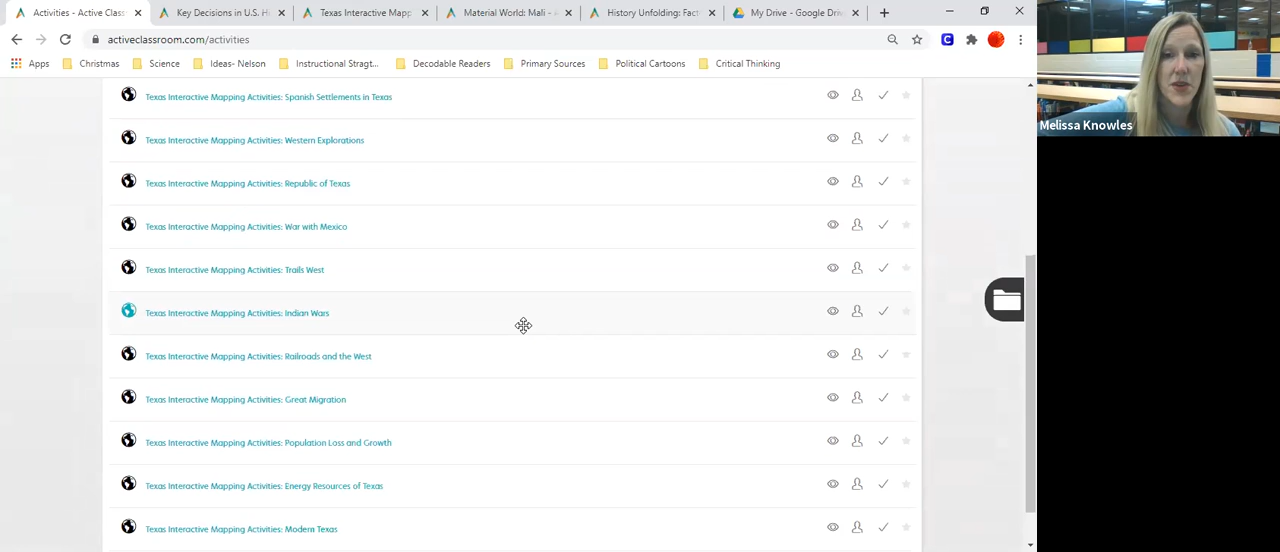 Activities - Active Class
Key Decisions in U.S. Hi
Texas Interactive Mapp
Material World: Mali -
History Unfolding: Fact
My Drive - Google Dri
activeclassroom.com/activities
Apps
Christmas
Science
Ideas- Nelson
Instructional Stragt...
Google Readers
Primary Sources
Political Cartoons
Critical Thinking
Melissa Knowles
Texas Interactive Mapping Activities: Spanish Settlements in Texas
Texas Interactive Mapping Activities: Western Explorations
Texas Interactive Mapping Activities: Republic of Texas
Texas Interactive Mapping Activities: War with Mexico
Texas Interactive Mapping Activities: Trails West
Texas Interactive Mapping Activities: Indian Wars
Texas Interactive Mapping Activities: Railroads and the West
Texas Interactive Mapping Activities: Great Migration
Texas Interactive Mapping Activities: Population Loss and Growth
Texas Interactive Mapping Activities: Energy Resources of Texas
Texas Interactive Mapping Activities: Modern Texas